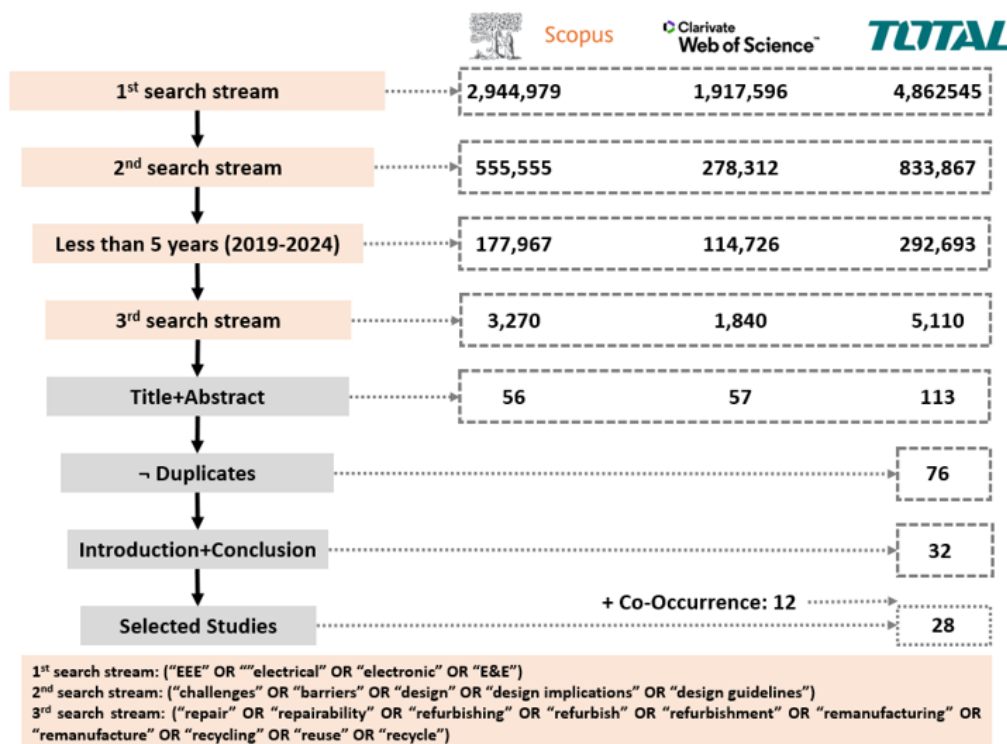 Scopus Clarivate Web of Science™ TOTAL
1st search stream 2,944,979 1,917,596 4,862545
2nd search stream 555,555 278,312 833,867
Less than 5 years (2019-2024) 177,967 114,726 292,693
3rd search stream 3,270 1,840 5,110
Title+Abstract 56 57 113
¬ Duplicates 76
Introduction+Conclusion 32
+ Co-Occurrence: 12
Selected Studies 28
1st search stream: (“EEE” OR “”electrical” or “electronic” or “E&E”)
2nd search stream: (“challenges” OR “barriers” OR “design” OR “design implications” OR “design guidelines”)
3rd search stream: (“repair” OR “repairability” OR “refurbishing” OR “refurbish” OR “refurbishment” OR “remanufacturing” OR
“remanufacture” OR “recycling” OR “reuse” OR “recycle”)